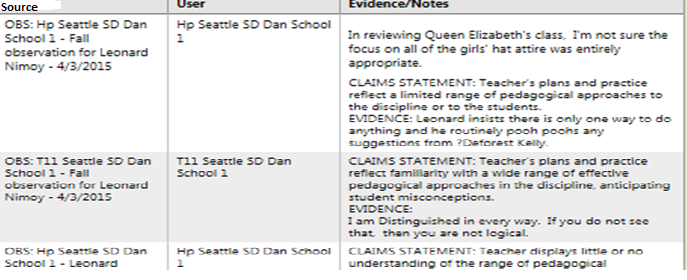 Source User Evidence/Notes
OBS: Hp Seattle SD Dan
School 1 - Fall
observation for Leonard
Nimoy - 4/3/2015
Hp Seattle SD Dan School
1
In reviewing Queen Elizabeth's class, I'm not sure the
focus on all of the girls' hat attire was entirely
appropriate.
CLAIMS STATEMENT: Teacher's plans and practice
reflect a limited range of pedagogical approaches to
the discipline or to the students.
EVIDENCE: Leonard insists there is only one way to do
anything and he routinely pooh poohs any
suggestions from ?Deforest Kelly.
OBS: T11 Seattle SD Dan
School 1 - Fall
observation for Leonard
Nimoy - 4/3/2015
T11 Seattle SD Dan
School 1
CLAIMS STATEMENT: Teacher's plans and practice
reflect familiarity with a wide range of effective
pedagogical approaches in the discipline, anticipating
student misconceptions.
EVIDENCE:
I am Distinguished in every way. If you do not see
that, then you are not logical.
OBS: Hp Seattle SD Dan
School 1 - Leonard
Hp Seattle SD Dan School
1
CLAIMS STATEMENT: Teacher displays little or no
understanding of the range of pedagogical